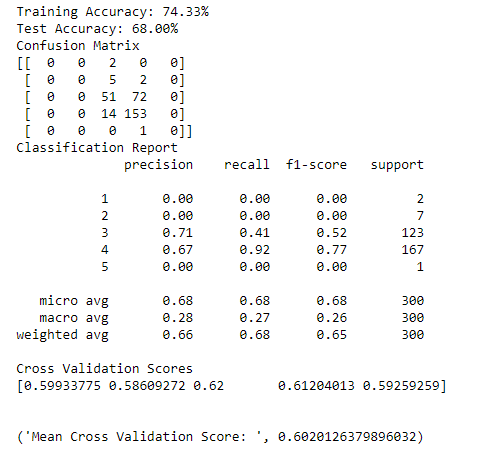 Training Accuracy: 74.33%
Test Accuracy: 68.00%
Confusion Matrix
[[  0   0   2   0   0]
 [  0   0   5   2   0]
 [  0   0  51  72   0]
 [  0   0  14 153   0]
 [  0   0   0   1   0]]
Classification Report
              precision    recall  f1-score   support

           1       0.00      0.00      0.00         2
           2       0.00      0.00      0.00         7
           3       0.71      0.41      0.52       123
           4       0.67      0.92      0.77       167
           5       0.00      0.00      0.00         1

   micro avg       0.68      0.68      0.68       300
   macro avg       0.28      0.27      0.26       300
weighted avg       0.66      0.68      0.65       300

Cross Validation Scores
[0.59933775 0.58609272 0.62       0.61204013 0.59259259]

('Mean Cross Validation Score: ', 0.6020126379896032)